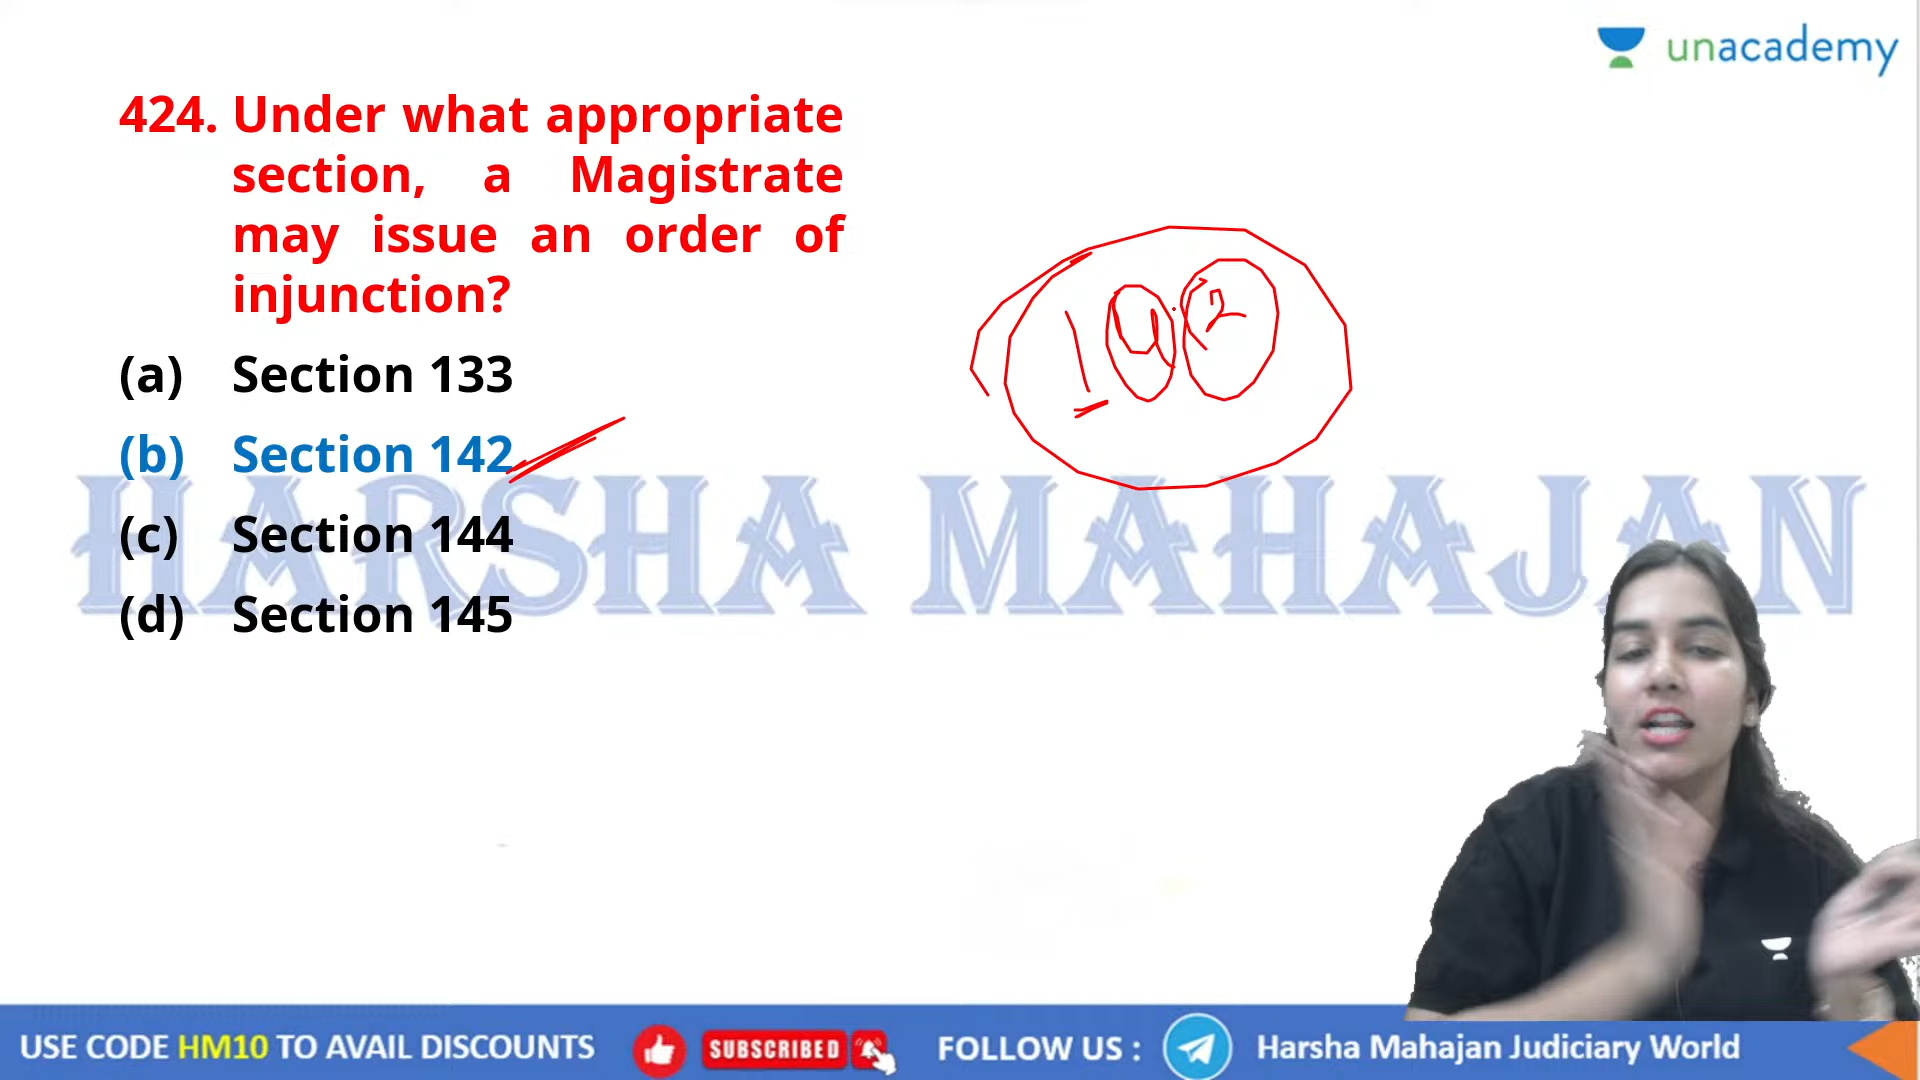 unacademy
424. Under what appropriate
section, a Magistrate
may issue an order of
injunction?
(a) Section 133
(b) Section 142
(c) Section 144
(d) Section 145
142
HARSHA MAHAJAN
USE CODE HM10 TO AVAIL DISCOUNTS
SUBSCRIBED
FOLLOW US :
Harsha Mahajan Judiciary World